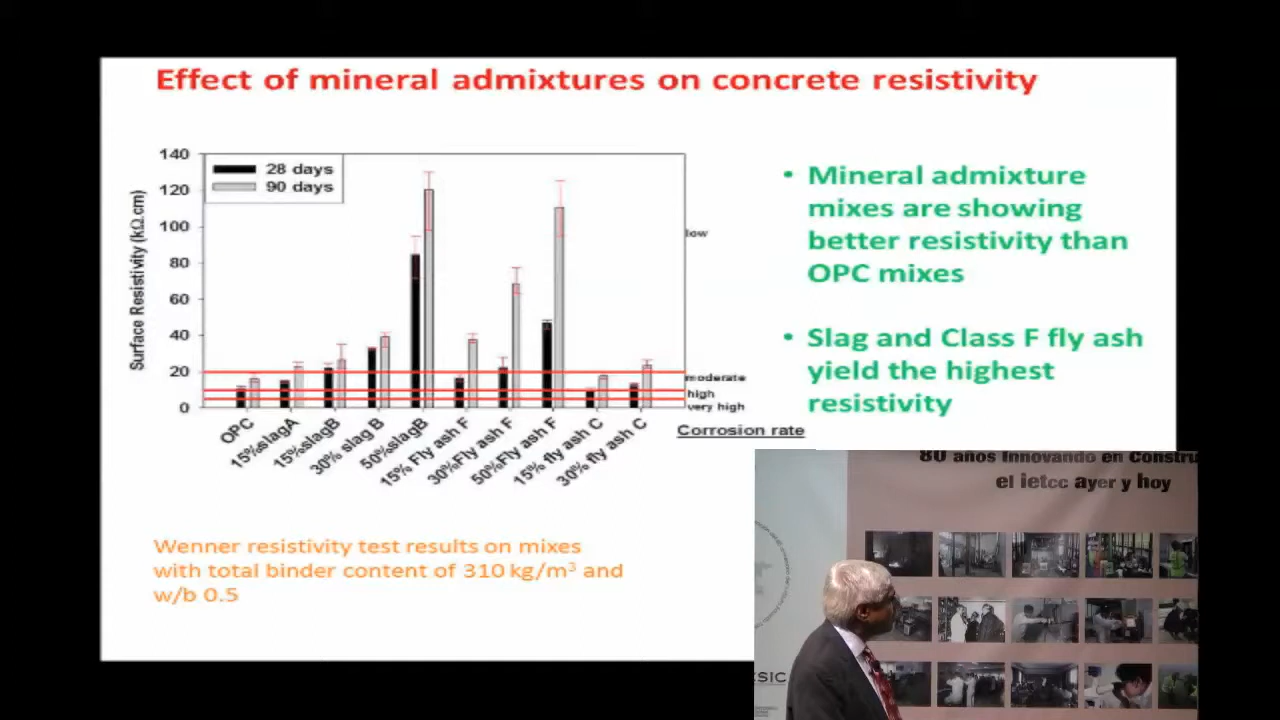 Effect of mineral admixtures on concrete resistivity
140
120
100
80
60
40
20
0
Surface Resistivity (kΩ.cm)
28 days
90 days
low
moderate
high
very high
Corrosion rate
OPC
15%slagA
15%slagB
30% slag B
50%slagB
15% Fly ash F
30%Fly ash F
50%Fly ash F
15% fly ash C
30% fly ash C
• Mineral admixture
mixes are showing
better resistivity than
OPC mixes
• Slag and Class F fly ash
yield the highest
resistivity
Wenner resistivity test results on mixes
with total binder content of 310 kg/m³ and
w/b 0.5
80 años Innovando en Constru
el ietcc ayer y hoy
SIC